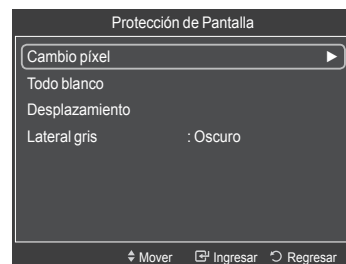 Protección de Pantalla
Cambio píxel
Todo blanco
Desplazamiento
Lateral gris : Oscuro
Mover Ingresar Regresar